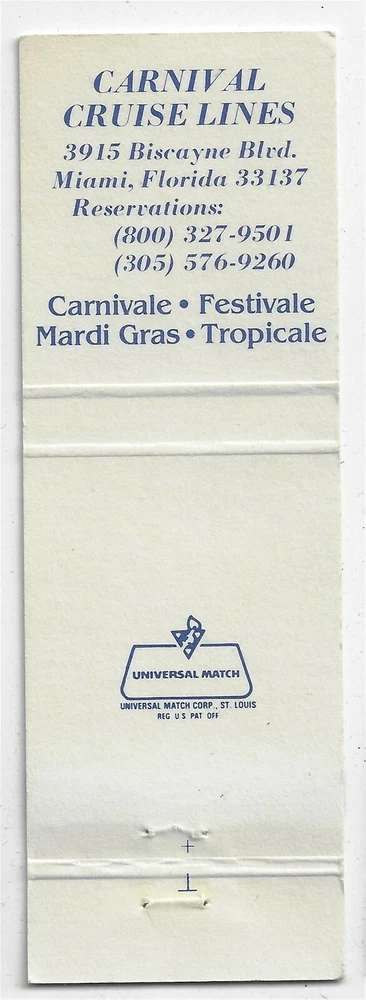 CARNIVAL
CRUISE LINES
3915 Biscayne Blvd.
Miami, Florida 33137
Reservations:
(800) 327-9501
(305) 576-9260
Carnivale • Festivale
Mardi Gras • Tropicale
UNIVERSAL MATCH
UNIVERSAL MATCH CORP., ST. LOUIS
REG U S PAT OFF